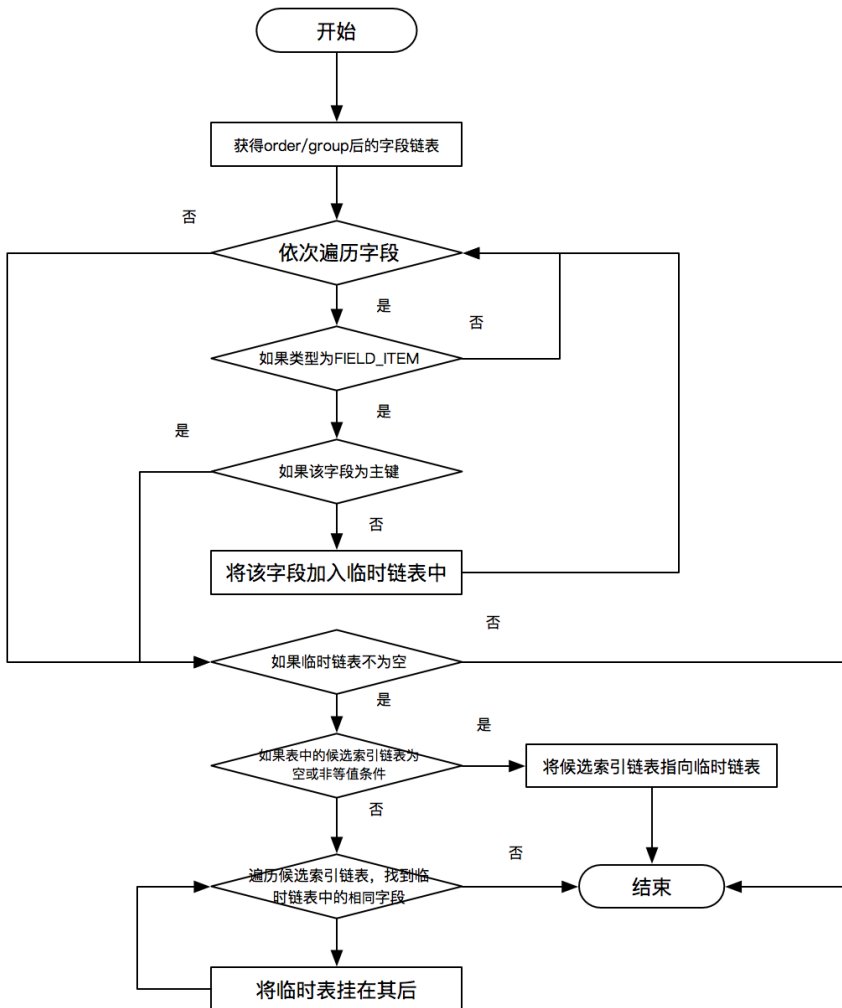 开始
获得order/group后的字段链表
否
依次遍历字段
是
否
如果类型为FIELD_ITEM
是
是
如果该字段为主键
否
将该字段加入临时链表中
否
如果临时链表不为空
是
是
如果表中的候选索引链表为
空或非等值条件
将候选索引链表指向临时链表
否
否
遍历候选索引链表，找到临
时链表中的相同字段
结束
将临时表挂在其后